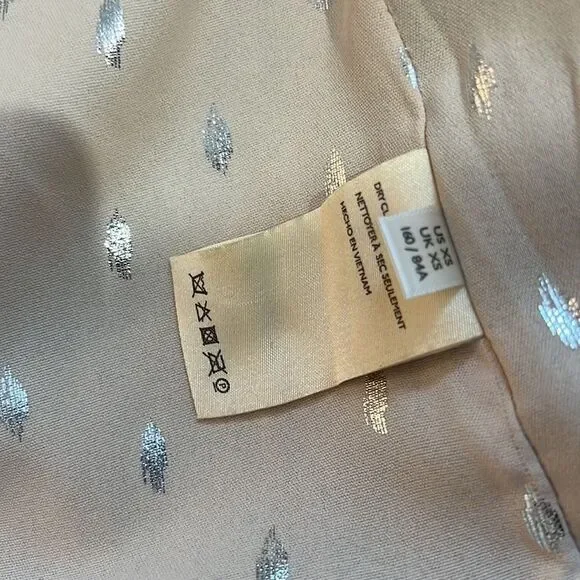 DRY CL
NETTOYER À SEC SEULEMENT
HECHO EN VIETNAM
US XS
UK XS
160 / 84A
P